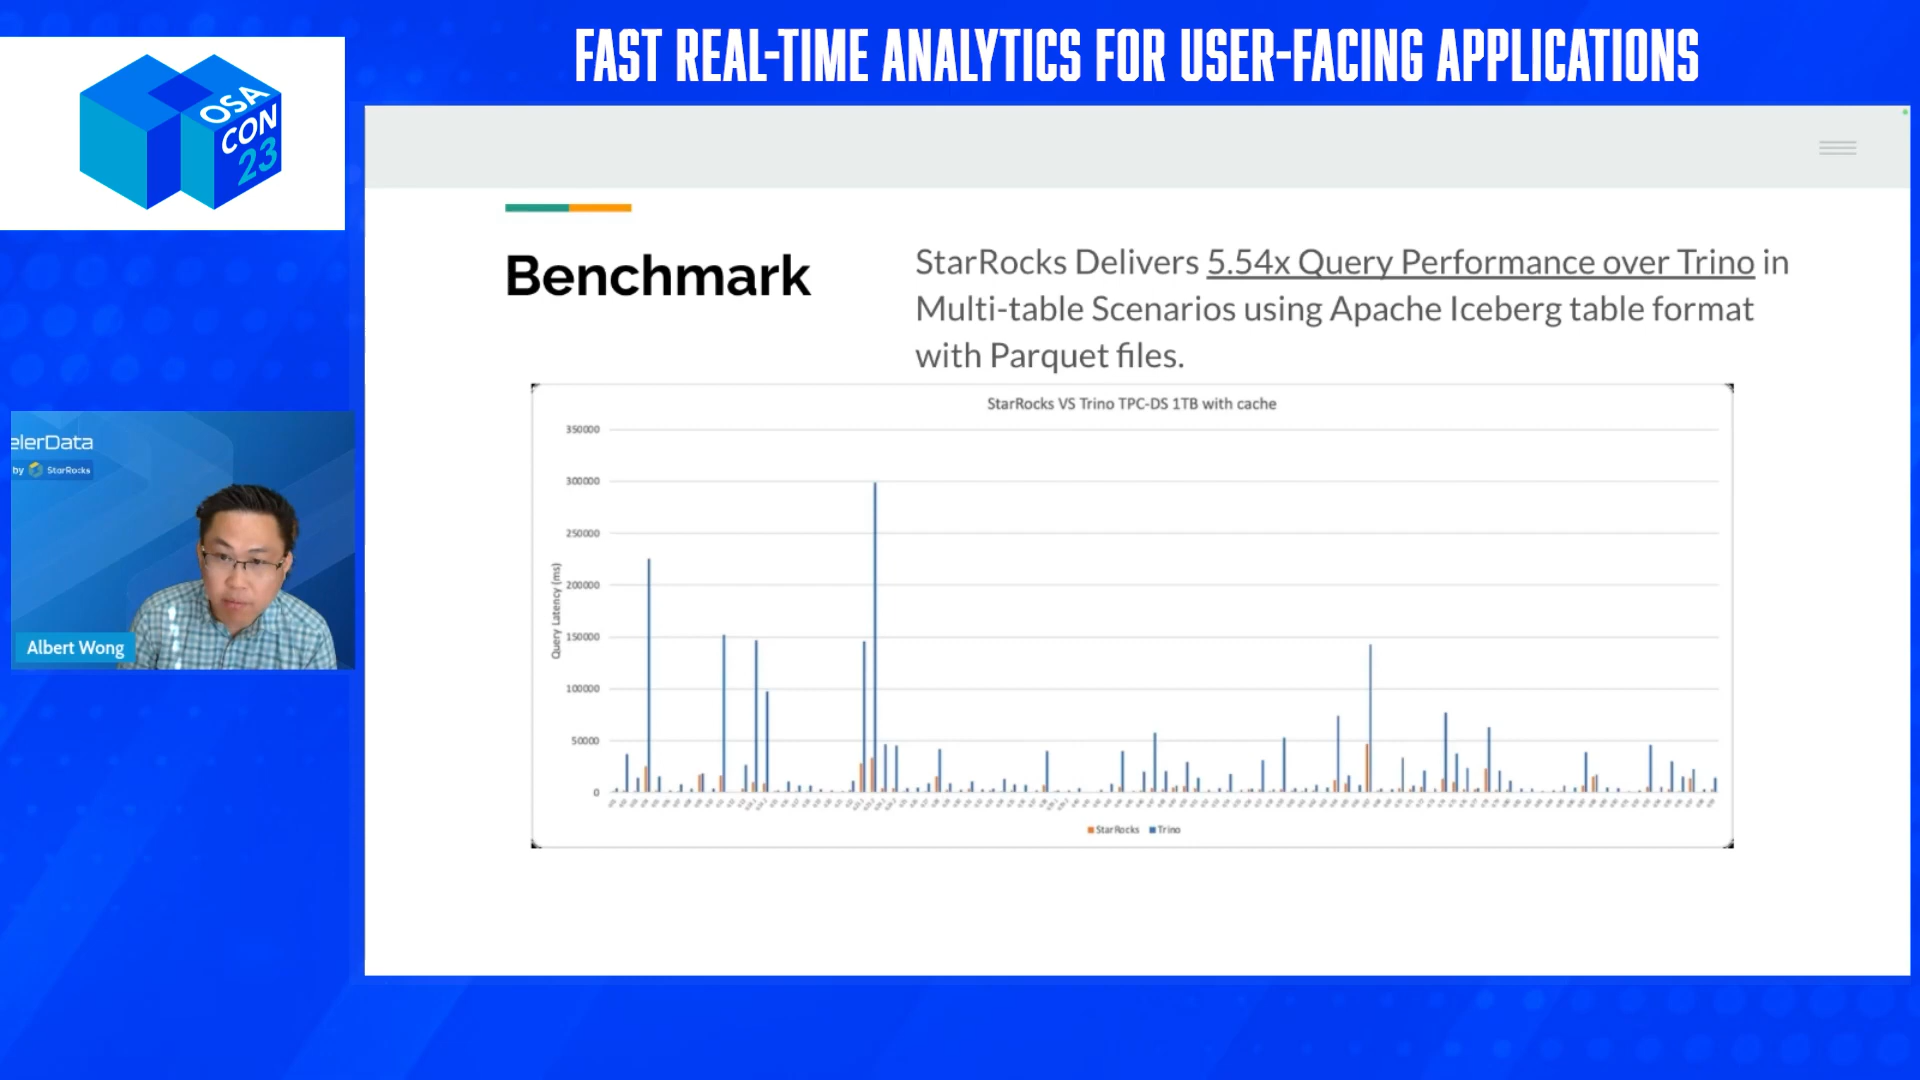 FAST REAL-TIME ANALYTICS FOR USER-FACING APPLICATIONS
OSA
CON
23
Benchmark
StarRocks Delivers 5.54x Query Performance over Trino in
Multi-table Scenarios using Apache Iceberg table format
with Parquet files.
StarRocks VS Trino TPC-DS 1TB with cache
350000
300000
250000
200000
150000
100000
50000
0
Query Latency (ms)
StarRocks Trino
elerData
by StarRocks
Albert Wong